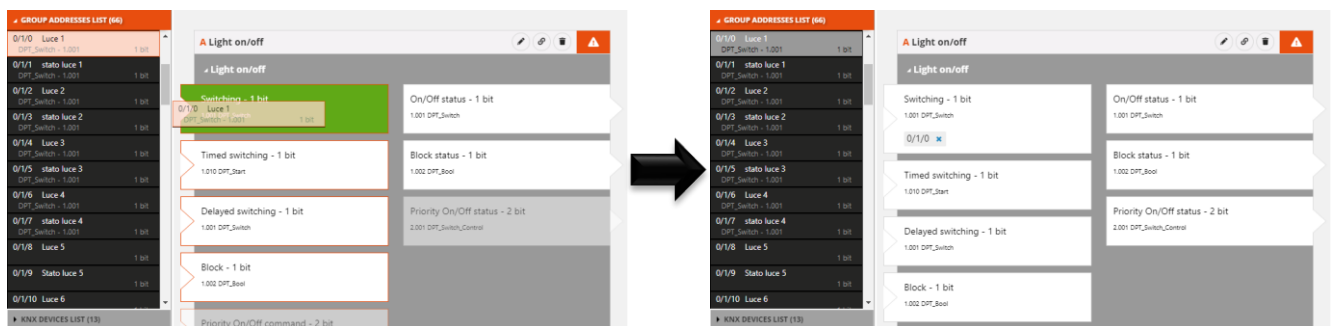 GROUP ADDRESSES LIST (66)
0/1/0 Luce 1
DPT_Switch - 1.001 1 bit
0/1/1 stato luce 1
DPT_Switch - 1.001 1 bit
0/1/2 Luce 2
DPT_Switch - 1.001 1 bit
0/1/3 stato luce 2
DPT_Switch - 1.001 1 bit
0/1/4 Luce 3
DPT_Switch - 1.001 1 bit
0/1/5 stato luce 3
DPT_Switch - 1.001 1 bit
0/1/6 Luce 4
DPT_Switch - 1.001 1 bit
0/1/7 stato luce 4
DPT_Switch - 1.001 1 bit
0/1/8 Luce 5
1 bit
0/1/9 Stato luce 5
1 bit
0/1/10 Luce 6
KNX DEVICES LIST (13)
A Light on/off
Light on/off
Switching - 1 bit
0/1/0 Luce 1
DPT_Switch - 1.001 1 bit
Timed switching - 1 bit
1.010 DPT_Start
Delayed switching - 1 bit
1.001 DPT_Switch
Block - 1 bit
1.002 DPT_Bool
Priority On/Off command - 2 bit
On/Off status - 1 bit
1.001 DPT_Switch
Block status - 1 bit
1.002 DPT_Bool
Priority On/Off status - 2 bit
2.001 DPT_Switch_Control
GROUP ADDRESSES LIST (66)
0/1/0 Luce 1
DPT_Switch - 1.001 1 bit
0/1/1 stato luce 1
DPT_Switch - 1.001 1 bit
0/1/2 Luce 2
DPT_Switch - 1.001 1 bit
0/1/3 stato luce 2
DPT_Switch - 1.001 1 bit
0/1/4 Luce 3
DPT_Switch - 1.001 1 bit
0/1/5 stato luce 3
DPT_Switch - 1.001 1 bit
0/1/6 Luce 4
DPT_Switch - 1.001 1 bit
0/1/7 stato luce 4
DPT_Switch - 1.001 1 bit
0/1/8 Luce 5
1 bit
0/1/9 Stato luce 5
1 bit
0/1/10 Luce 6
KNX DEVICES LIST (13)
A Light on/off
Light on/off
Switching - 1 bit
1.001 DPT_Switch
0/1/0 ×
Timed switching - 1 bit
1.010 DPT_Start
Delayed switching - 1 bit
1.001 DPT_Switch
Block - 1 bit
1.002 DPT_Bool
On/Off status - 1 bit
1.001 DPT_Switch
Block status - 1 bit
1.002 DPT_Bool
Priority On/Off status - 2 bit
2.001 DPT_Switch_Control